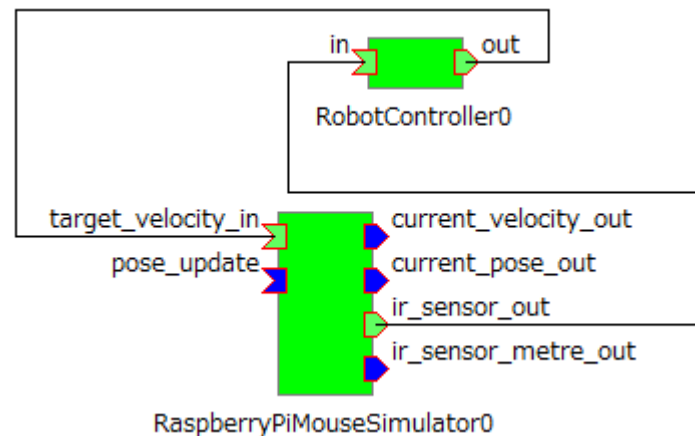 in out
RobotController0
target_velocity_in current_velocity_out
pose_update current_pose_out
ir_sensor_out
ir_sensor_metre_out
RaspberryPiMouseSimulator0